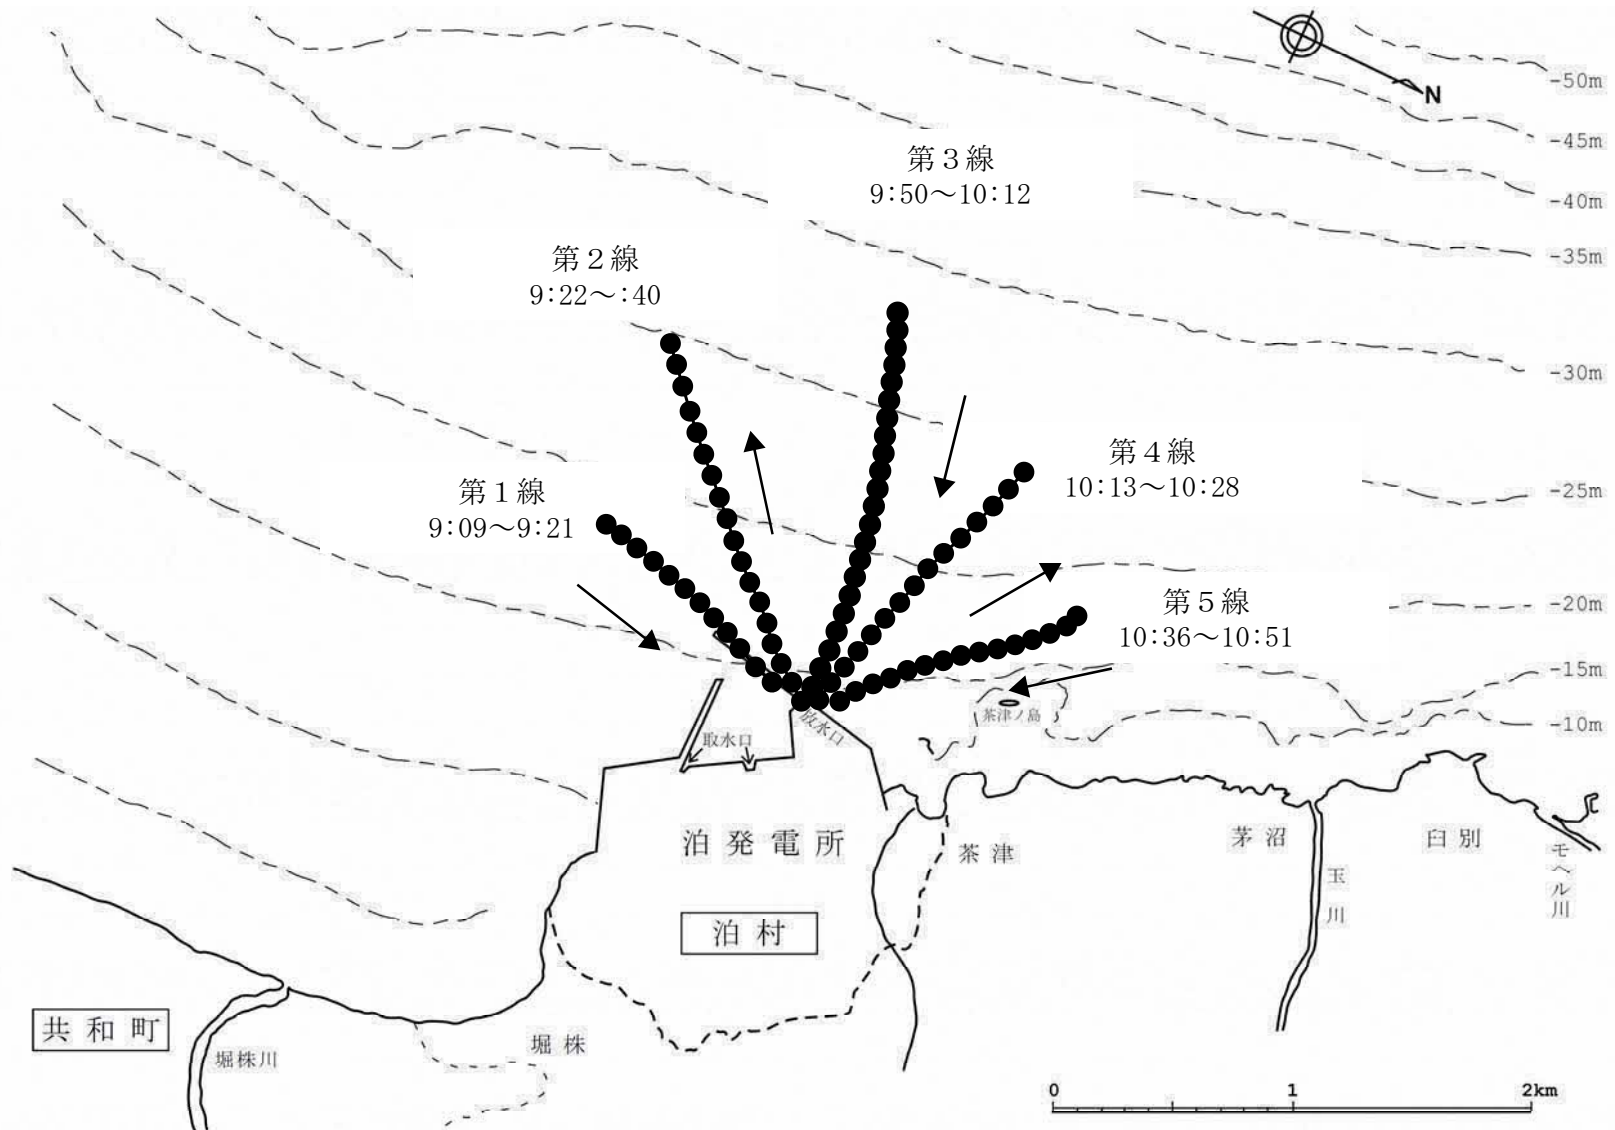 N
-50m
-45m
第３線
9:50～10:12
-40m
-35m
第２線
9:22～:40
-30m
第４線
10:13～10:28
第１線
9:09～9:21
-25m
第５線
10:36～10:51
-20m
-15m
茶津ノ島
放水口
取水口
-10m
泊発電所
茶津
茅沼
臼別
玉川
モヘル川
泊村
共和町
堀株川
堀株
0 1 2km